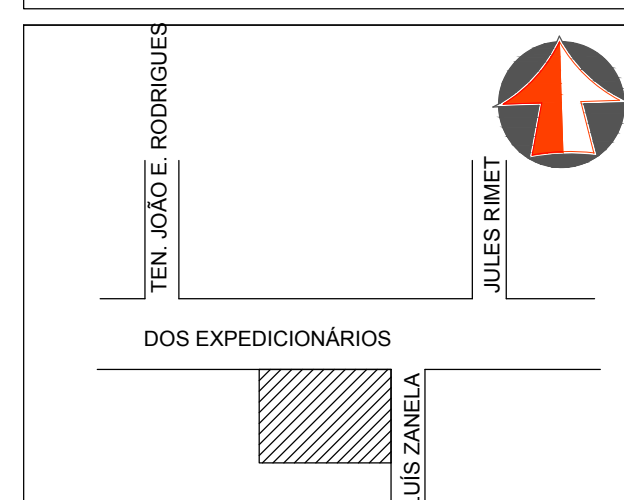 TEN. JOÃO E. RODRIGUES
JULES RIMET
DOS EXPEDICIONÁRIOS
LUÍS ZANELA